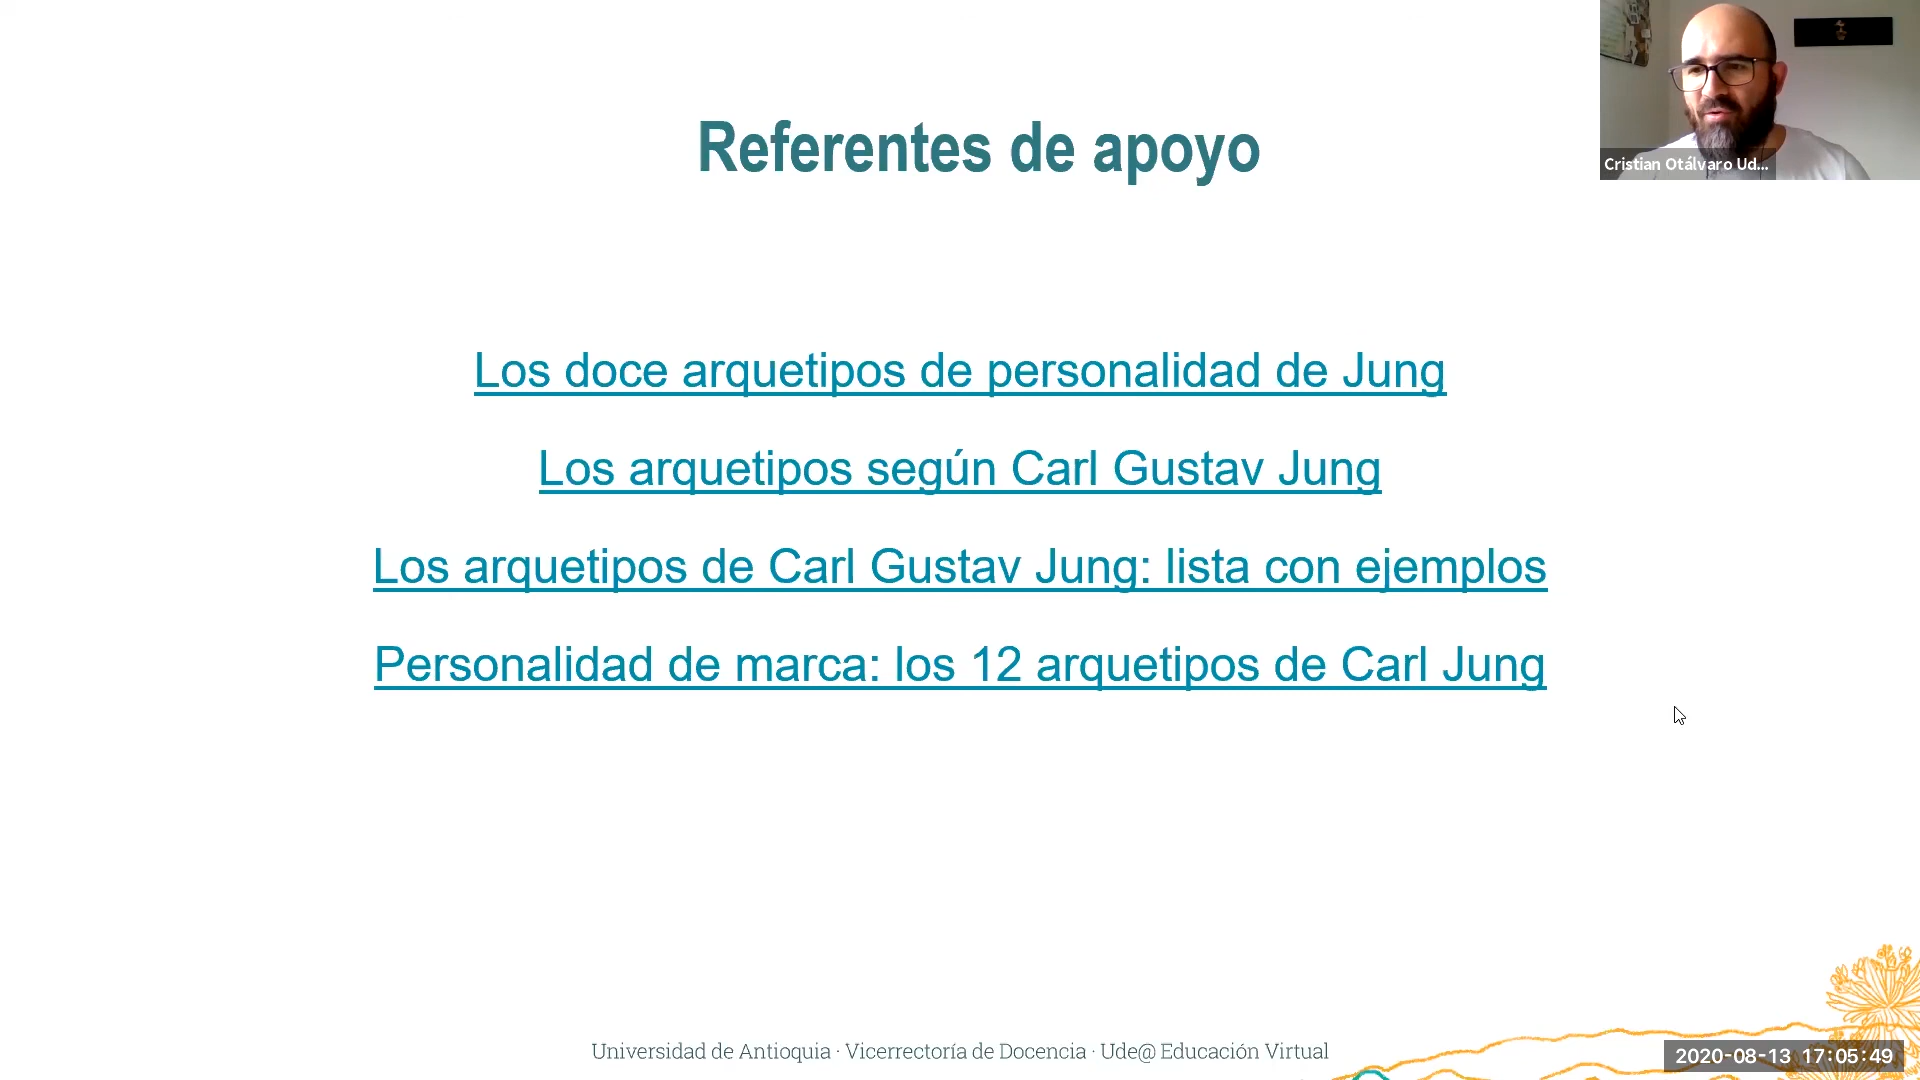 Referentes de apoyo
Cristian Otálvaro Ud...
Los doce arquetipos de personalidad de Jung
Los arquetipos según Carl Gustav Jung
Los arquetipos de Carl Gustav Jung: lista con ejemplos
Personalidad de marca: los 12 arquetipos de Carl Jung
Universidad de Antioquia · Vicerrectoría de Docencia · Ude@ Educación Virtual
2020-08-13 17:05:49